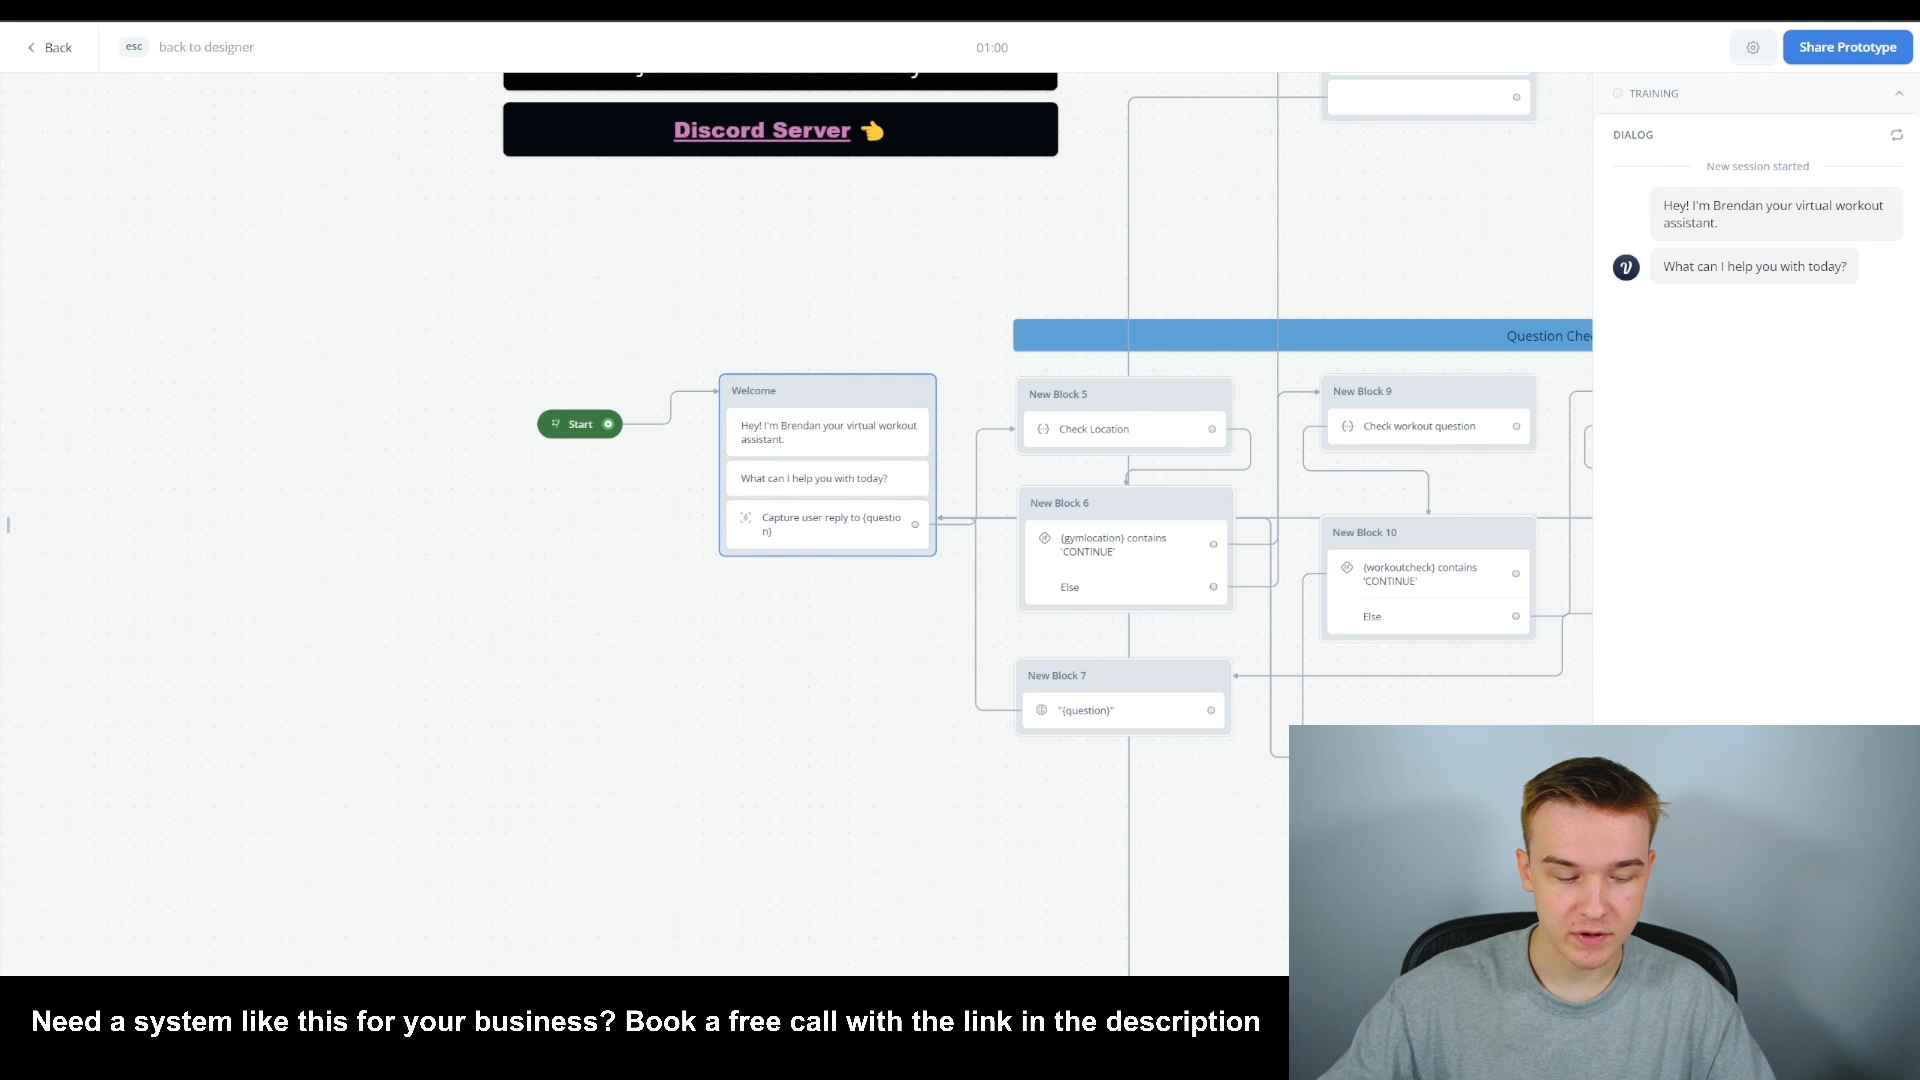 Back
esc back to designer
01:00
Share Prototype
Discord Server 👈
TRAINING
DIALOG
New session started
Hey! I'm Brendan your virtual workout
assistant.
What can I help you with today?
Question Chec
Start
Welcome
Hey! I'm Brendan your virtual workout
assistant.
What can I help you with today?
Capture user reply to {questio
n}
New Block 5
Check Location
New Block 6
{gymlocation} contains
'CONTINUE'
Else
New Block 7
"{question}"
New Block 9
Check workout question
New Block 10
{workoutcheck} contains
'CONTINUE'
Else
Need a system like this for your business? Book a free call with the link in the description